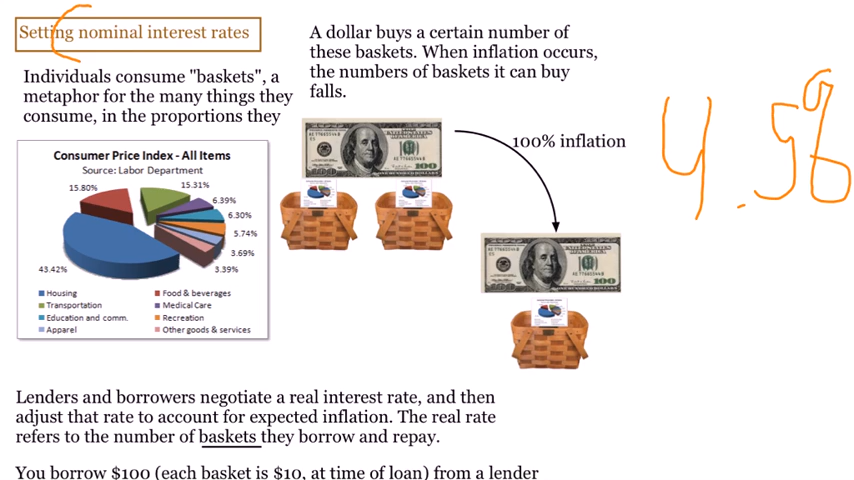 Setting nominal interest rates
A dollar buys a certain number of
these baskets. When inflation occurs,
the numbers of baskets it can buy
falls.
Individuals consume "baskets", a
metaphor for the many things they
consume, in the proportions they
100% inflation
Consumer Price Index - All Items
Source: Labor Department
15.80%
15.31%
6.39%
6.30%
5.74%
3.69%
3.39%
43.42%
Housing
Food & beverages
Transportation
Medical Care
Education and comm.
Recreation
Apparel
Other goods & services
100
100
Lenders and borrowers negotiate a real interest rate, and then
adjust that rate to account for expected inflation. The real rate
refers to the number of baskets they borrow and repay.
You borrow $100 (each basket is $10, at time of loan) from a lender